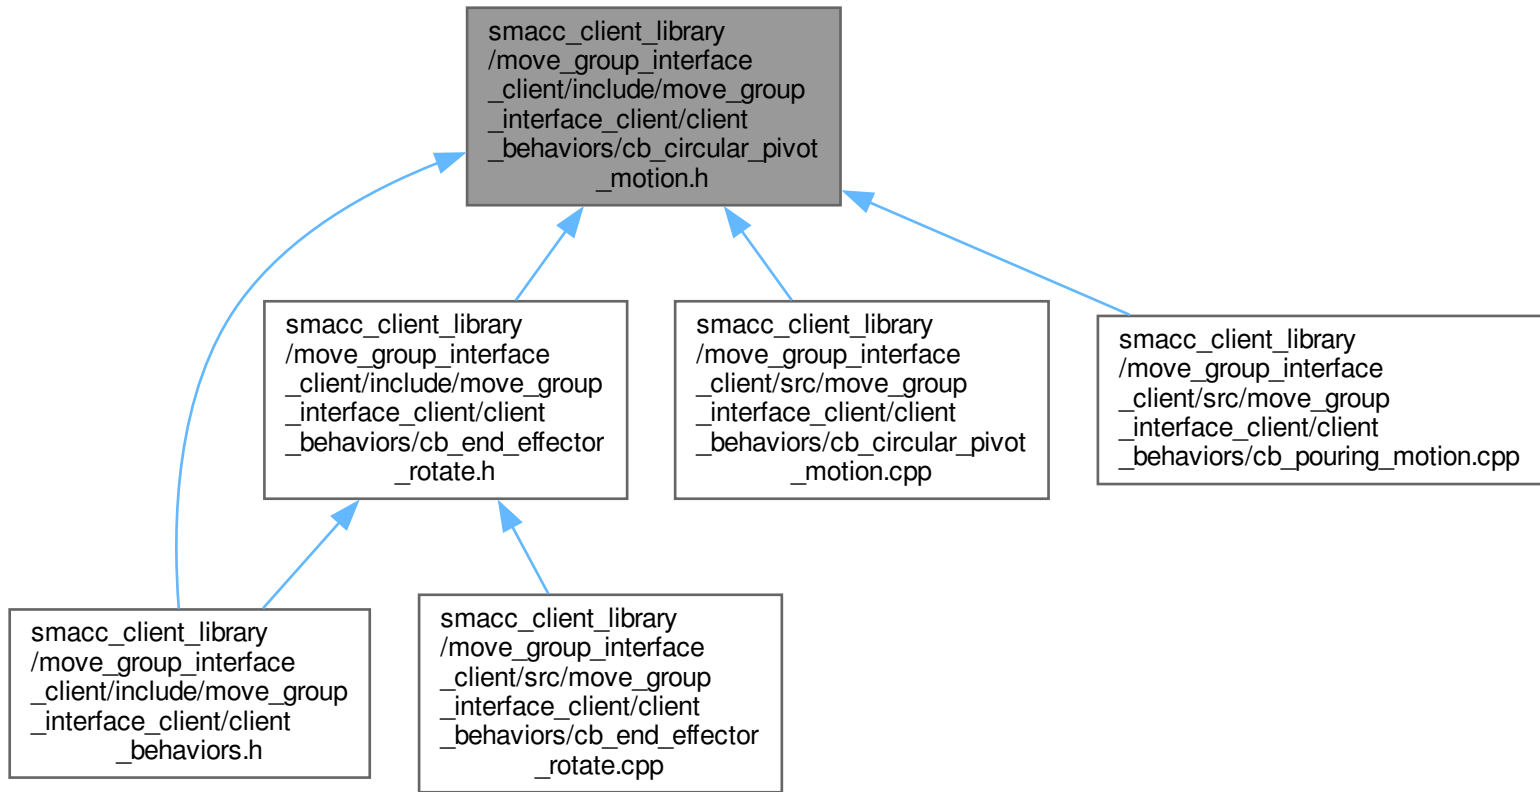 smacc_client_library
/move_group_interface
_client/include/move_group
_interface_client/client
_behaviors/cb_circular_pivot
_motion.h
smacc_client_library
/move_group_interface
_client/include/move_group
_interface_client/client
_behaviors/cb_end_effector
_rotate.h
smacc_client_library
/move_group_interface
_client/src/move_group
_interface_client/client
_behaviors/cb_circular_pivot
_motion.cpp
smacc_client_library
/move_group_interface
_client/src/move_group
_interface_client/client
_behaviors/cb_pouring_motion.cpp
smacc_client_library
/move_group_interface
_client/include/move_group
_interface_client/client
_behaviors.h
smacc_client_library
/move_group_interface
_client/src/move_group
_interface_client/client
_behaviors/cb_end_effector
_rotate.cpp